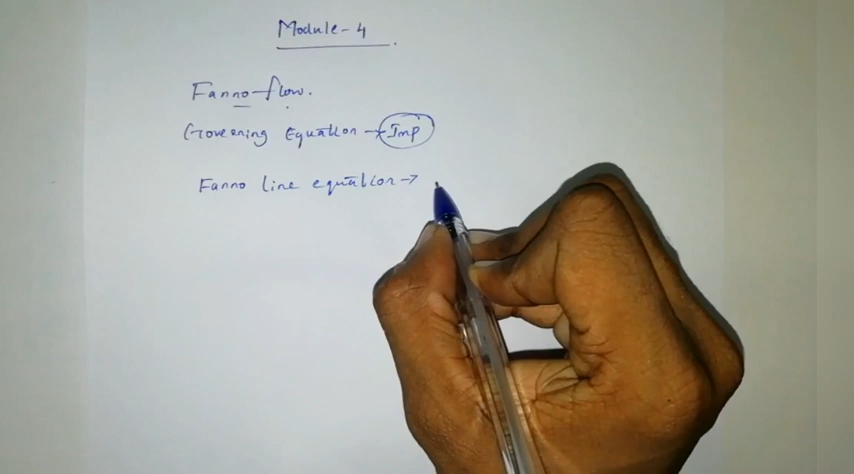 Module-4
Fanno flow.
Governing Equation → Imp
Fanno line equation →